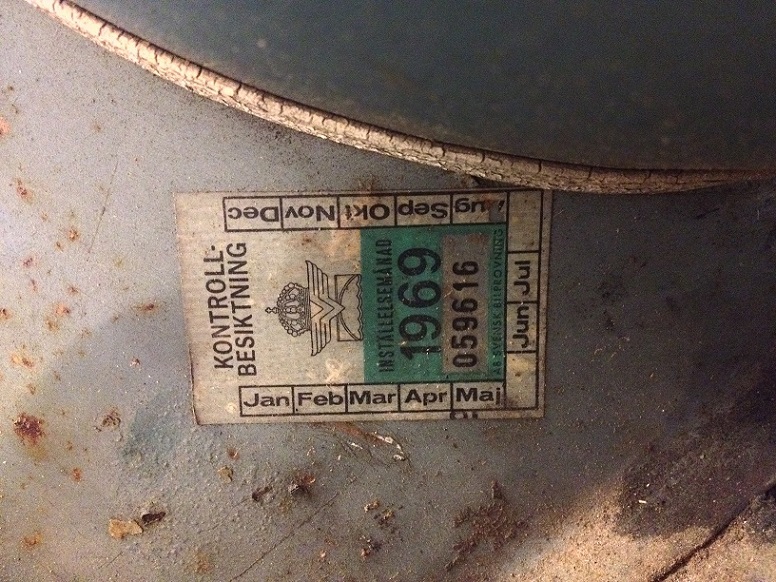 KONTROLL-
BESIKTNING
INSTÄLLELSEMÅNAD
1969
059616
AB SVENSK BILPROVNING
Jan Feb Mar Apr Maj
Jun Jul
Aug Sep Okt Nov Dec